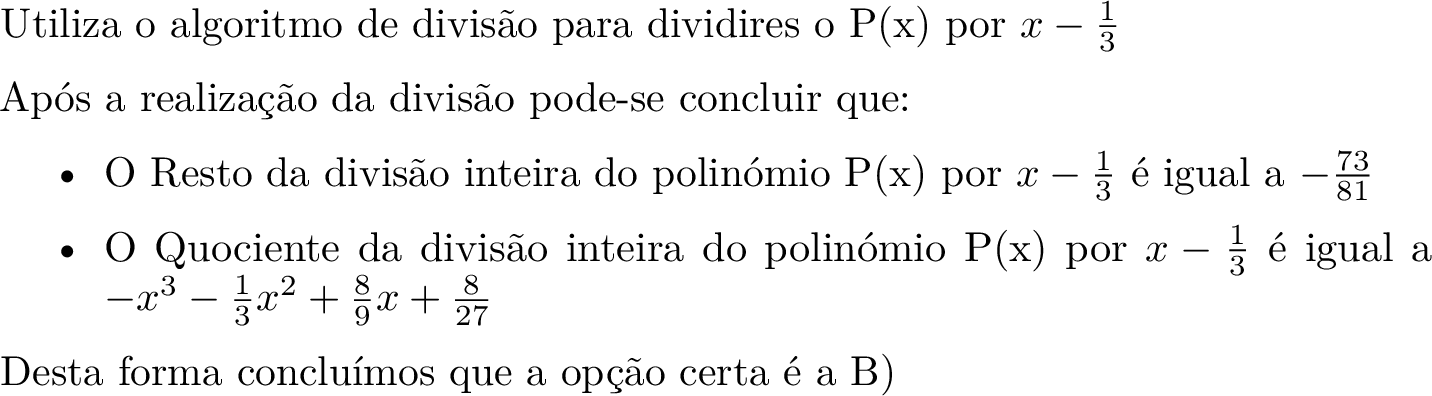 Utiliza o algoritmo de divisão para dividires o P(x) por $x - \frac{1}{3}$
Após a realização da divisão pode-se concluir que:
• O Resto da divisão inteira do polinómio P(x) por $x - \frac{1}{3}$ é igual a $-\frac{73}{81}$
• O Quociente da divisão inteira do polinómio P(x) por $x - \frac{1}{3}$ é igual a
$-x^3 - \frac{1}{3}x^2 + \frac{8}{9}x + \frac{8}{27}$
Desta forma concluímos que a opção certa é a B)